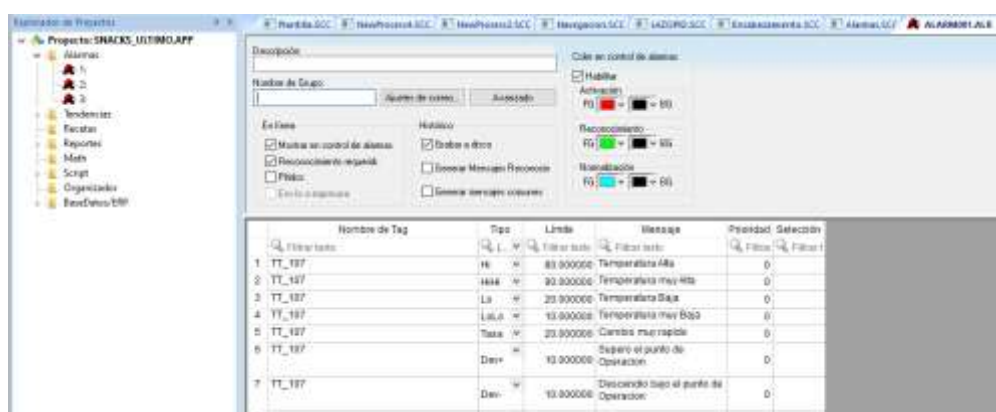 Explorador de Proyectos
Proyecto: SNACKS_ULTIMO.APP
Alarmas
1:
2:
3:
Tendencias
Recetas
Reportes
Math
Script
Organizador
BaseDatos/ERP
Plantilla.SCC
NewProceso4.SCC
NewProceso2.SCC
Navegacion.SCC
Encabezamiento.SCC
Alarmas.SCC
ALARM001.ALR
Descripción
Nombre de Grupo
Ajustes de correo...
Avanzado
En línea
Mostrar en control de alarmas
Reconocimiento requerido
Pitidos
Histórico
Grabar a disco
Generar Mensajes Reconocim
Generar mensajes
Color en control de alarmas
Habilitar
Activación
FG BG
Reconocimiento
FG BG
Normalización
FG BG
Nombre de Tag Tipo Límite Mensaje Prioridad Selección
Filtrar texto L.. Filtrar texto Filtrar texto Filtrar Filtrar t
1 TT_107 Hi 80.000000 Temperatura Alta 0
2 TT_107 HiHi 90.000000 Temperatura muy Alta 0
3 TT_107 Lo 20.000000 Temperatura Baja 0
4 TT_107 LoLo 10.000000 Temperatura muy Baja 0
5 TT_107 Tasa 20.000000 Cambio muy rapido 0
6 TT_107 Dev+ 10.000000 Supero el punto de
Operacion 0
7 TT_107 Dev- 10.000000 Descendio bajo el punto de
Operacion 0